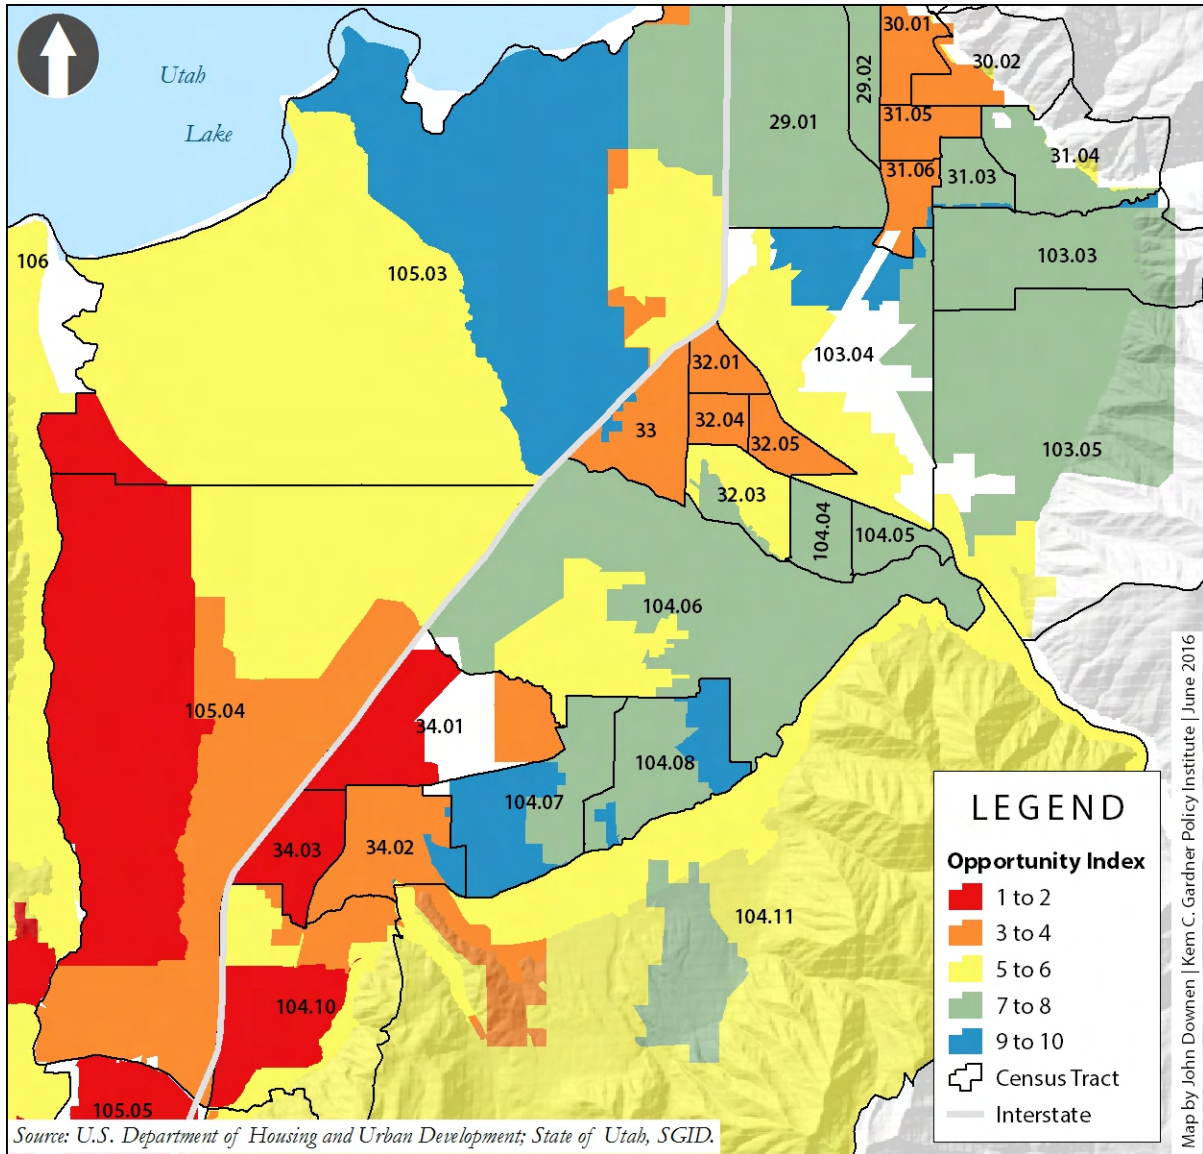 Utah
Lake
30.01
30.02
29.02
29.01
31.05
31.04
31.06
31.03
106
105.03
103.03
103.04
32.01
33
32.04
32.05
103.05
32.03
104.04
104.05
104.06
105.04
34.01
104.08
104.07
34.03
34.02
104.11
104.10
105.05
LEGEND
Opportunity Index
1 to 2
3 to 4
5 to 6
7 to 8
9 to 10
Census Tract
Interstate
Source: U.S. Department of Housing and Urban Development; State of Utah, SGID.
Map by John Downen | Kem C. Gardner Policy Institute | June 2016